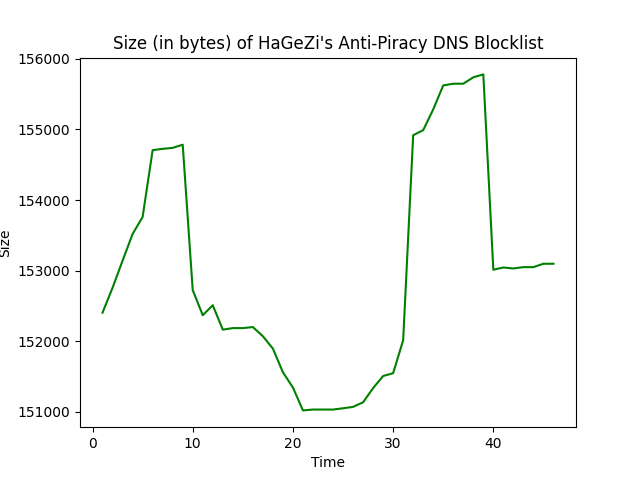 Size (in bytes) of HaGeZi's Anti-Piracy DNS Blocklist
156000
155000
154000
153000
152000
151000
Size
0 10 20 30 40
Time